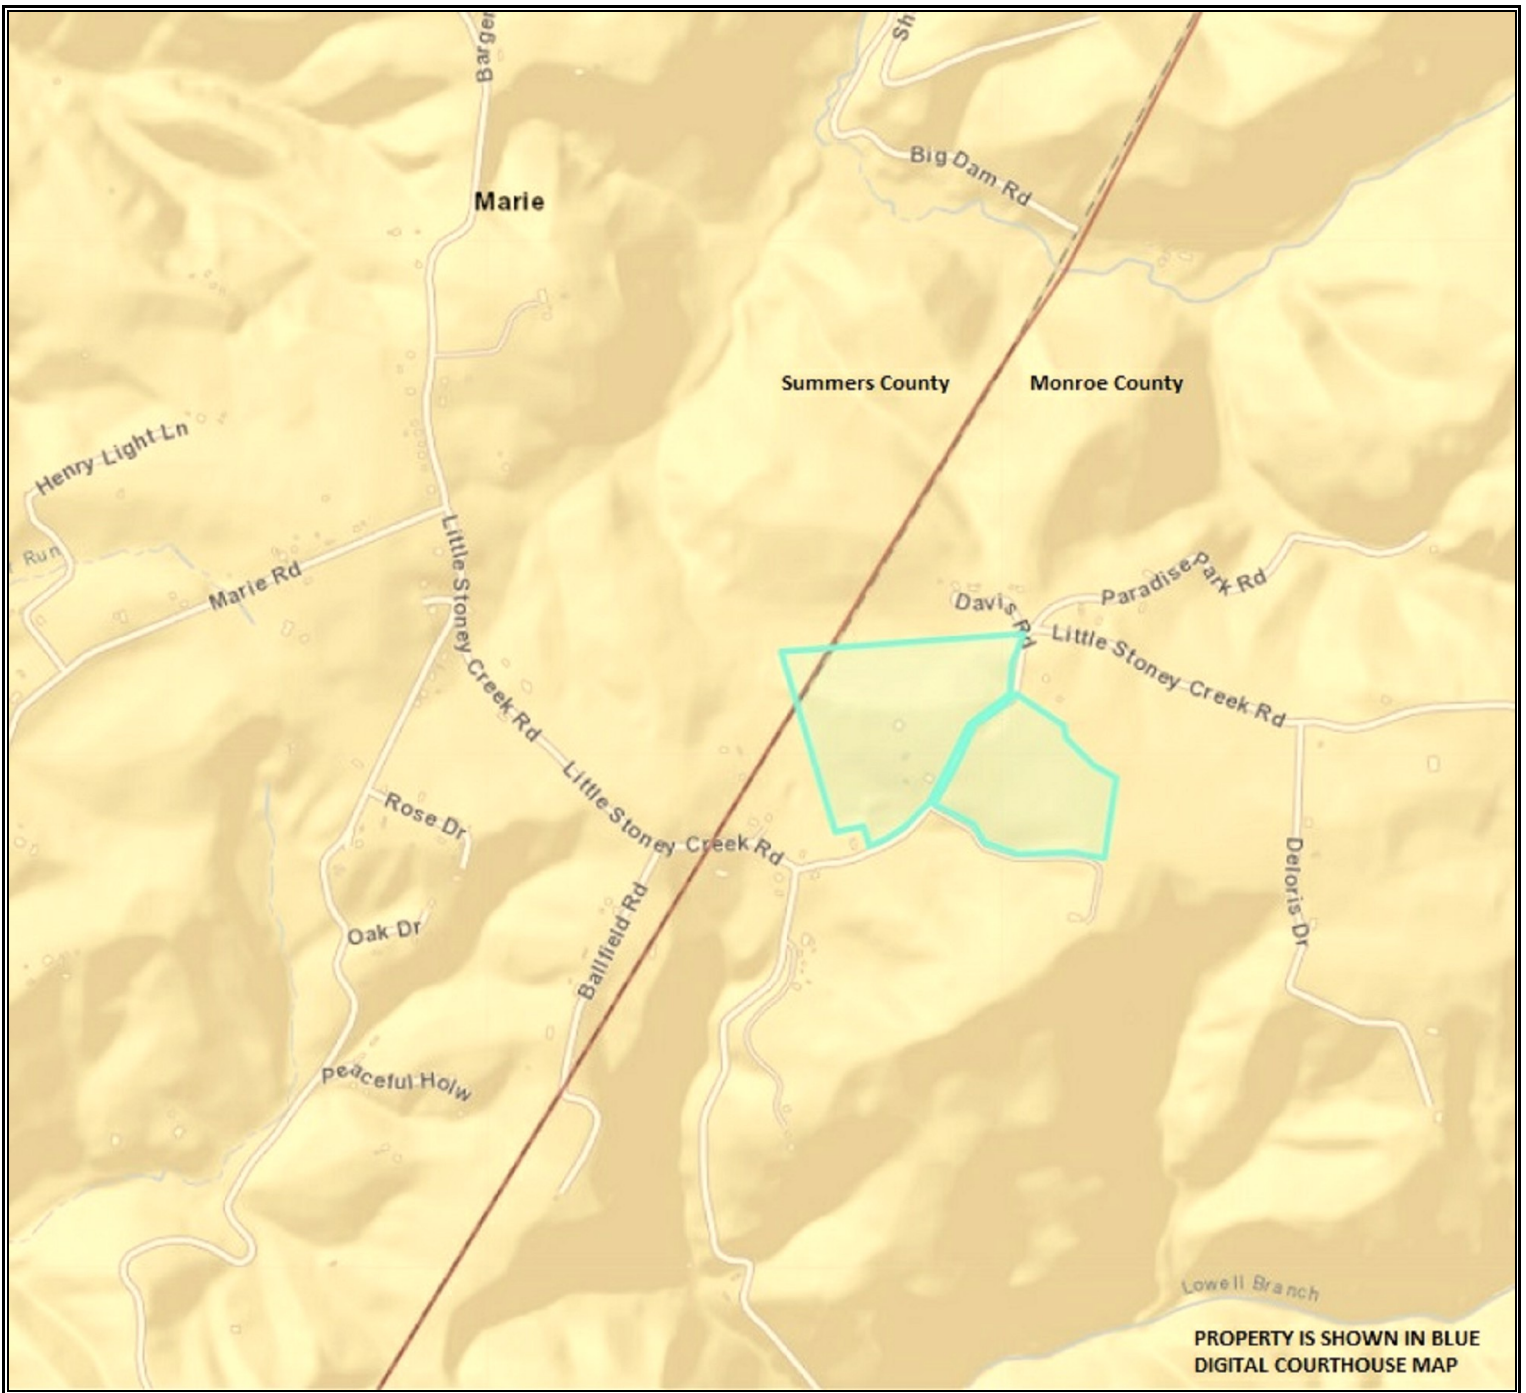 Barger
Sh
Big Dam Rd
Marie
Summers County
Monroe County
Henry Light Ln
Run
Marie Rd
Little Stoney Creek Rd
Paradise Park Rd
Davis Rd
Little Stoney Creek Rd
Little Stoney Creek Rd
Rose Dr
Ballfield Rd
Deloris Dr
Oak Dr
Peaceful Holw
Lowell Branch
PROPERTY IS SHOWN IN BLUE
DIGITAL COURTHOUSE MAP